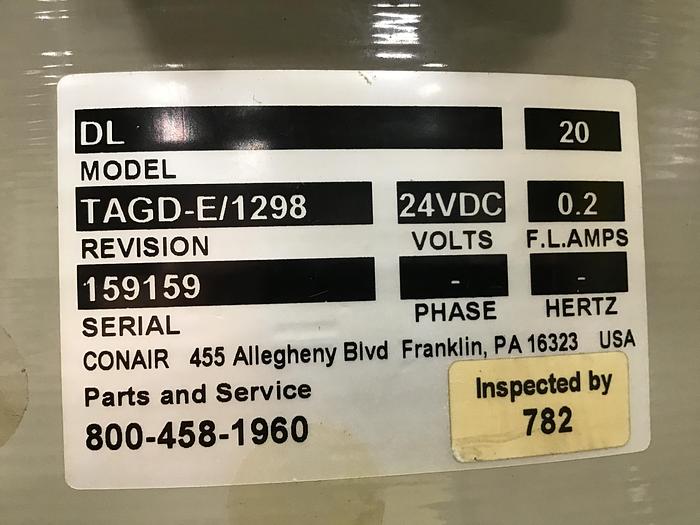 DL 20
MODEL
TAGD-E/1298 24VDC 0.2
REVISION VOLTS F.L.AMPS
159159 - -
SERIAL PHASE HERTZ
CONAIR 455 Allegheny Blvd Franklin, PA 16323 USA
Parts and Service
800-458-1960
Inspected by
782